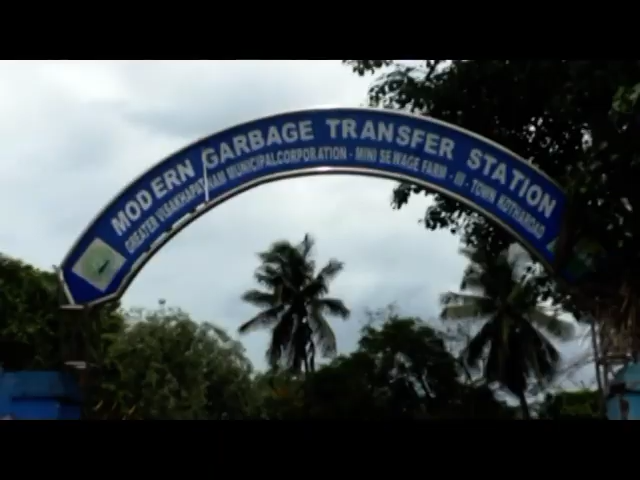 MODERN GARBAGE TRANSFER STATION
GREATER VISAKHAPATNAM MUNICIPALCORPORATION - MINI SEWAGE FARM - III - TOWN KOTHAROAD